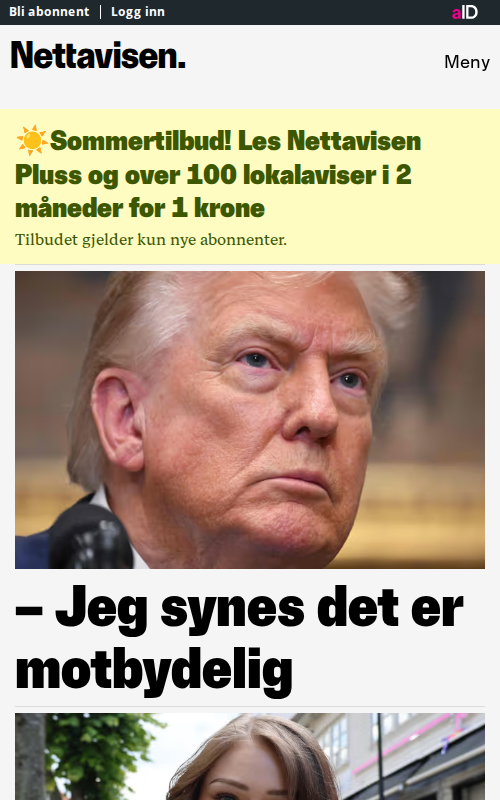 Bli abonnent | Logg inn
aID
Nettavisen.
Meny
☀️Sommertilbud! Les Nettavisen
Pluss og over 100 lokalaviser i 2
måneder for 1 krone
Tilbudet gjelder kun nye abonnenter.
– Jeg synes det er
motbydelig